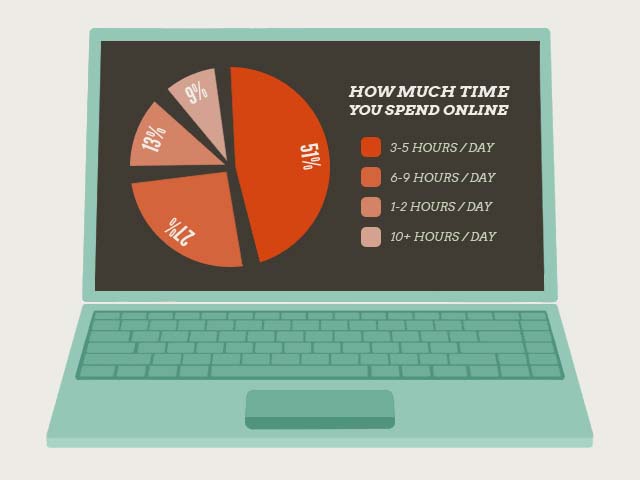 HOW MUCH TIME
YOU SPEND ONLINE
3-5 HOURS / DAY
6-9 HOURS / DAY
1-2 HOURS / DAY
10+ HOURS / DAY
9%
13%
51%
27%